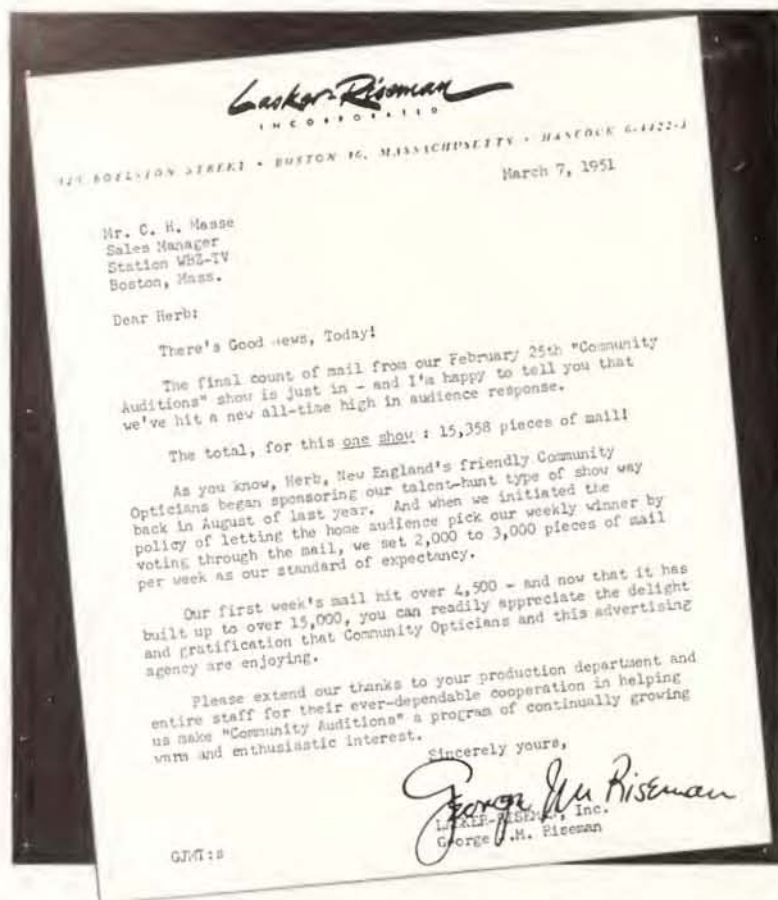 Lasker-Riseman
INCORPORATED
BOYLSTON STREET • BOSTON 16, MASSACHUSETTS • HANCOCK 6-4422-3
March 7, 1951
Mr. C. H. Masse
Sales Manager
Station WBZ-TV
Boston, Mass.
Dear Herb:
There's Good News, Today!
The final count of mail from our February 25th "Community
Auditions" show is just in - and I'm happy to tell you that
we've hit a new all-time high in audience response.
The total, for this one show : 15,358 pieces of mail!
As you know, Herb, New England's friendly Community
Opticians began sponsoring our talent-hunt type of show way
back in August of last year. And when we initiated the
policy of letting the home audience pick our weekly winner by
voting through the mail, we set 2,000 to 3,000 pieces of mail
per week as our standard of expectancy.
Our first week's mail hit over 4,500 - and now that it has
built up to over 15,000, you can readily appreciate the delight
and gratification that Community Opticians and this advertising
agency are enjoying.
Please extend our thanks to your production department and
entire staff for their ever-dependable cooperation in helping
us make "Community Auditions" a program of continually growing
warm and enthusiastic interest.
Sincerely yours,
George Riseman
LASKER-RISEMAN, Inc.
George .M. Riseman